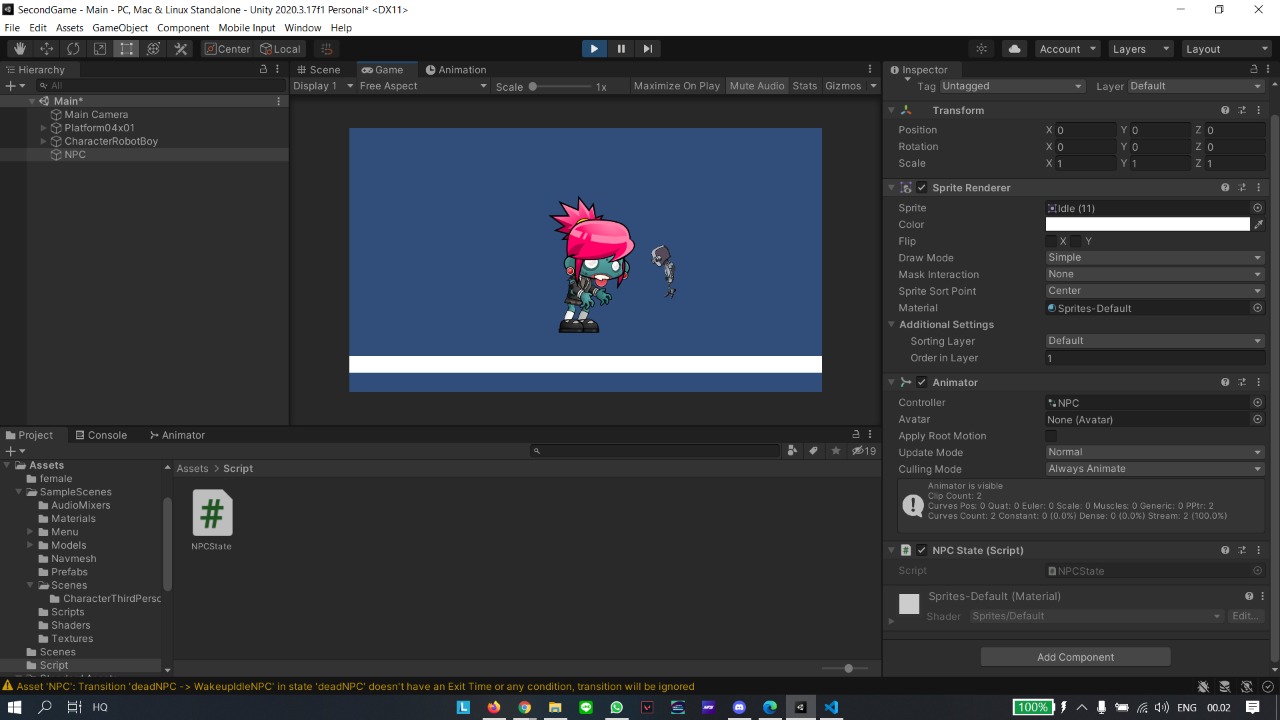 SecondGame - Main - PC, Mac & Linux Standalone - Unity 2020.3.17f1 Personal* <DX11>
File Edit Assets GameObject Component Mobile Input Window Help
Center Local Account Layers Layout
Hierarchy
All
Main*
Main Camera
Platform04x01
CharacterRobotBoy
NPC
Scene Game Animation
Display 1 Free Aspect Scale 1x Maximize On Play Mute Audio Stats Gizmos
Inspector
Tag Untagged Layer Default
Transform
Position X 0 Y 0 Z 0
Rotation X 0 Y 0 Z 0
Scale X 1 Y 1 Z 1
Sprite Renderer
Sprite Idle (11)
Color
Flip X Y
Draw Mode Simple
Mask Interaction None
Sprite Sort Point Center
Material Sprites-Default
Additional Settings
Sorting Layer Default
Order in Layer 1
Animator
Controller NPC
Avatar None (Avatar)
Apply Root Motion
Update Mode Normal
Culling Mode Always Animate
Animator is visible
Clip Count: 2
Curves Pos: 0 Quat: 0 Euler: 0 Scale: 0 Muscles: 0 Generic: 0 PPtr: 2
Curves Count: 2 Constant: 0 (0.0%) Dense: 0 (0.0%) Stream: 2 (100.0%)
NPC State (Script)
Script NPCState
Sprites-Default (Material)
Shader Sprites/Default Edit...
Add Component
Project Console Animator
19
Assets
female
SampleScenes
AudioMixers
Materials
Menu
Models
Navmesh
Prefabs
Scenes
CharacterThirdPerso
Scripts
Shaders
Textures
Scenes
Script
Assets > Script
#
NPCState
Asset 'NPC': Transition 'deadNPC -> WakeupIdleNPC' in state 'deadNPC' doesn't have an Exit Time or any condition, transition will be ignored
HQ
100%
ENG 00.02